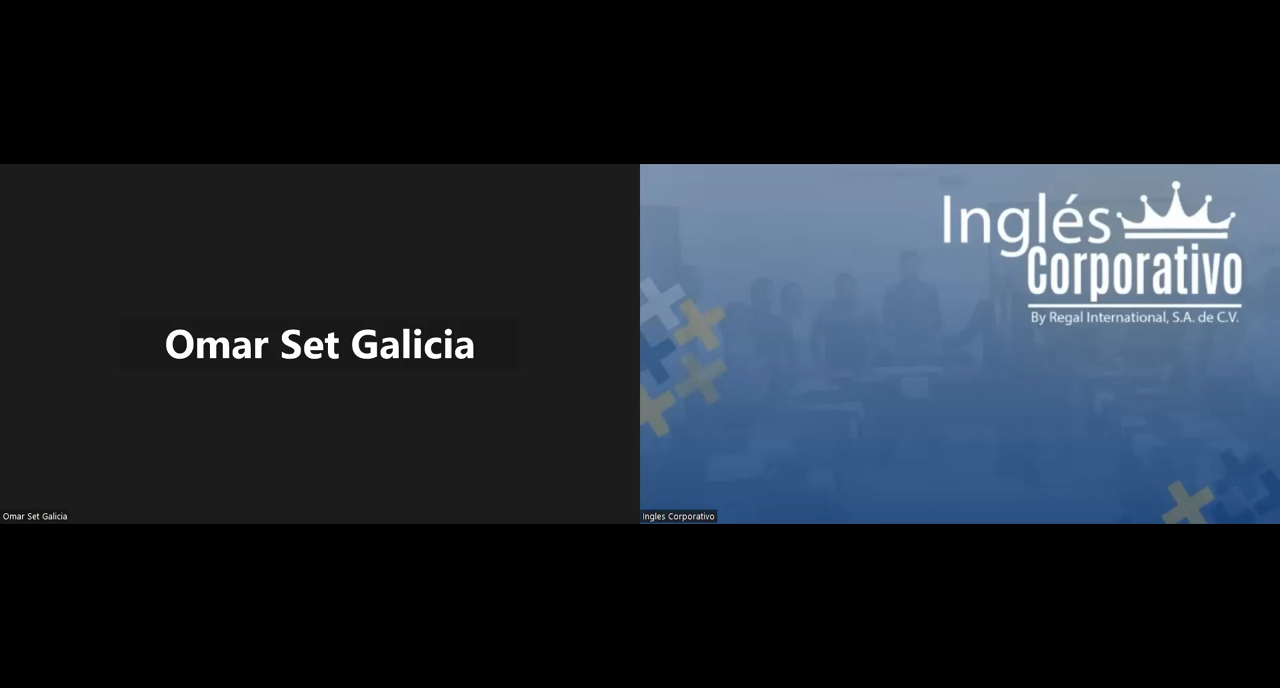 Omar Set Galicia
Omar Set Galicia
Inglés
Corporativo
By Regal International, S.A. de C.V.
Ingles Corporativo